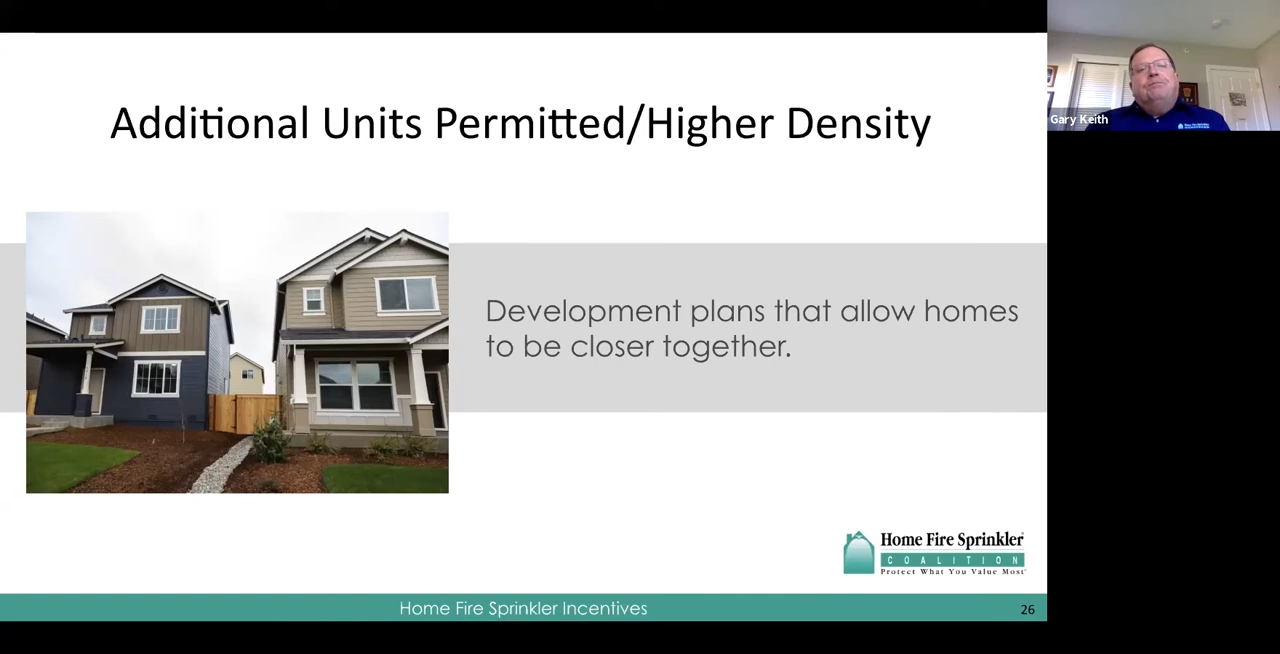 Additional Units Permitted/Higher Density
Gary Keith
Development plans that allow homes
to be closer together.
Home Fire Sprinkler
COALITION
Protect What You Value Most
Home Fire Sprinkler Incentives
26